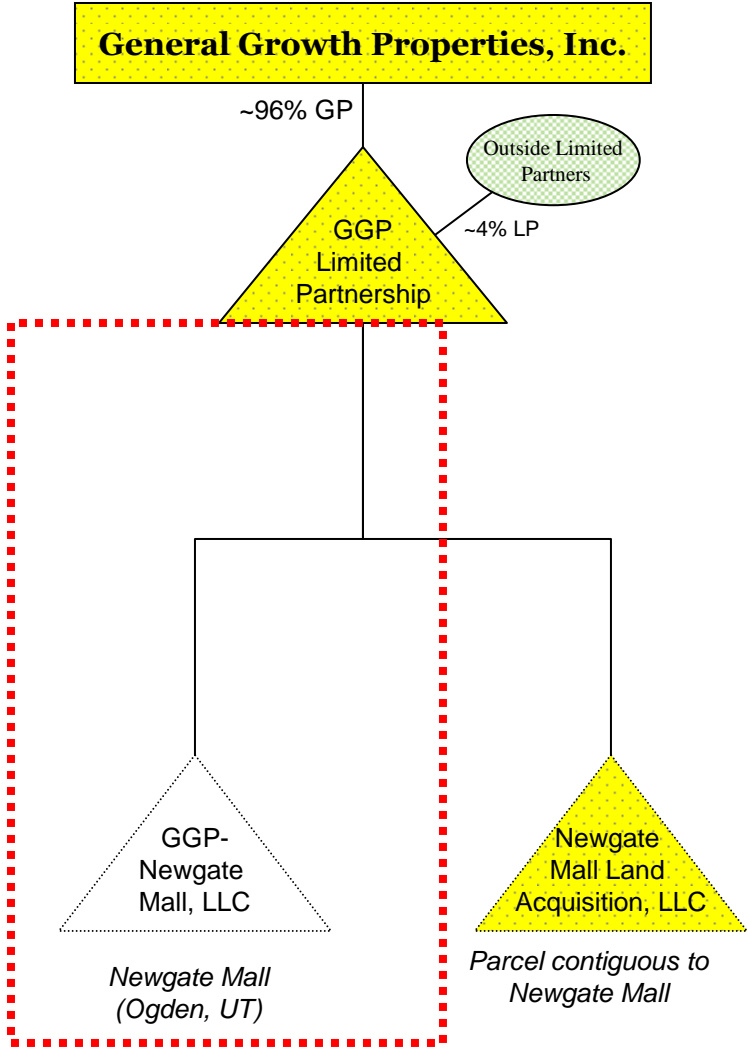 General Growth Properties, Inc.
~96% GP
Outside Limited
Partners
~4% LP
GGP
Limited
Partnership
GGP-
Newgate
Mall, LLC
Newgate Mall
(Ogden, UT)
Newgate
Mall Land
Acquisition, LLC
Parcel contiguous to
Newgate Mall